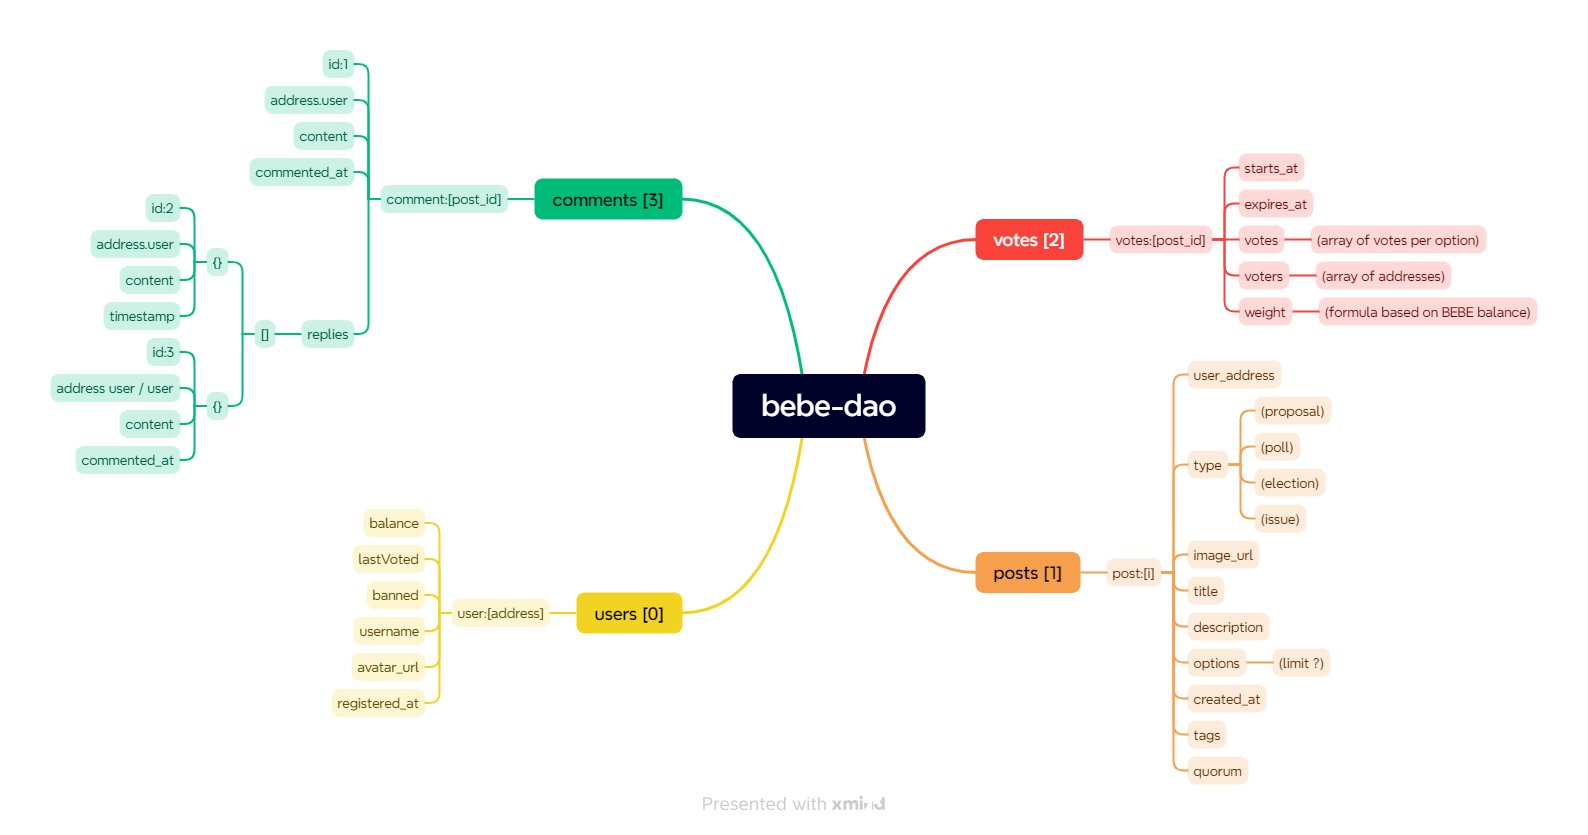 id:1
address.user
content
commented_at
comment:[post_id]
comments [3]
id:2
address.user
content
timestamp
{}
[]
replies
id:3
address user / user
content
commented_at
{}
starts_at
expires_at
votes [2]
votes:[post_id]
votes
(array of votes per option)
voters
(array of addresses)
weight
(formula based on BEBE balance)
bebe-dao
balance
lastVoted
banned
username
avatar_url
registered_at
user:[address]
users [0]
user_address
(proposal)
(poll)
type
(election)
(issue)
image_url
posts [1]
post:[i]
title
description
options
(limit ?)
created_at
tags
quorum
Presented with xmind